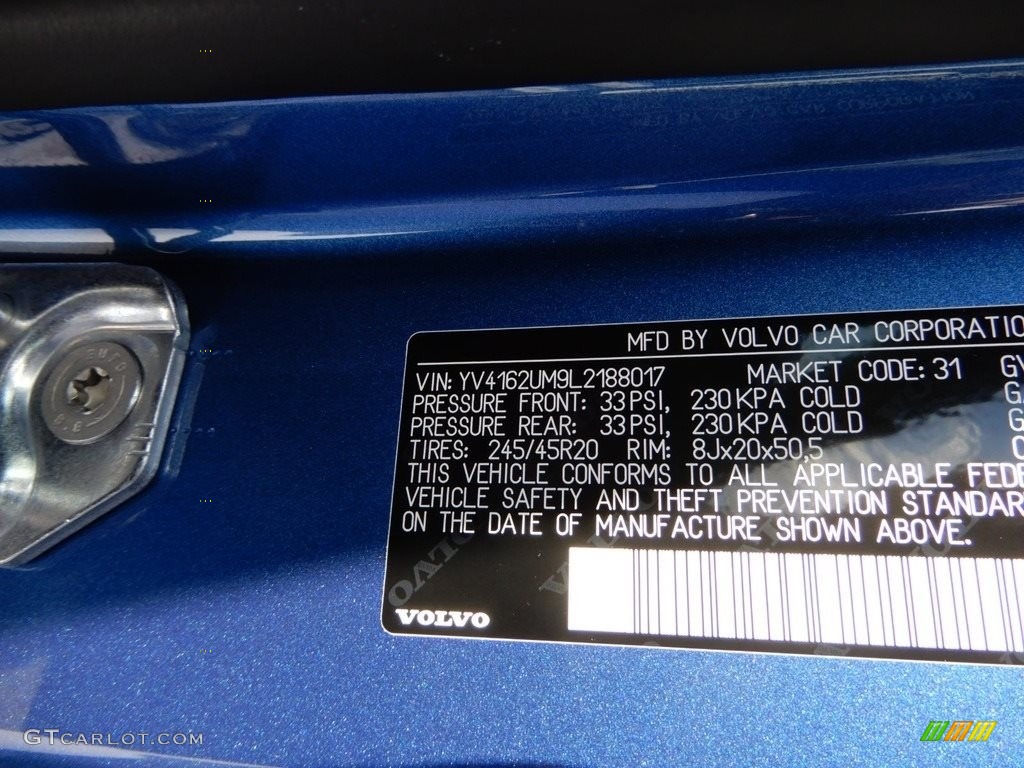 MFD BY VOLVO CAR CORPORATIO
VIN: YV4162UM9L2188017 MARKET CODE: 31 GV
PRESSURE FRONT: 33 PSI, 230 KPA COLD GA
PRESSURE REAR: 33 PSI, 230 KPA COLD G
TIRES: 245/45R20 RIM: 8Jx20x50,5 C
THIS VEHICLE CONFORMS TO ALL APPLICABLE FEDE
VEHICLE SAFETY AND THEFT PREVENTION STANDAR
ON THE DATE OF MANUFACTURE SHOWN ABOVE.
VOLVO
GTCARLOT.COM